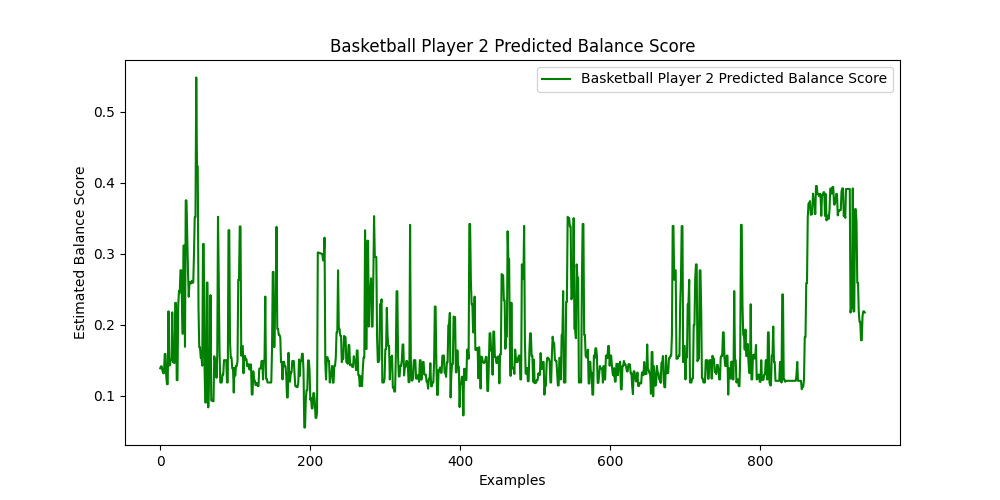 Basketball Player 2 Predicted Balance Score
Basketball Player 2 Predicted Balance Score
Estimated Balance Score
0.5
0.4
0.3
0.2
0.1
0 200 400 600 800
Examples